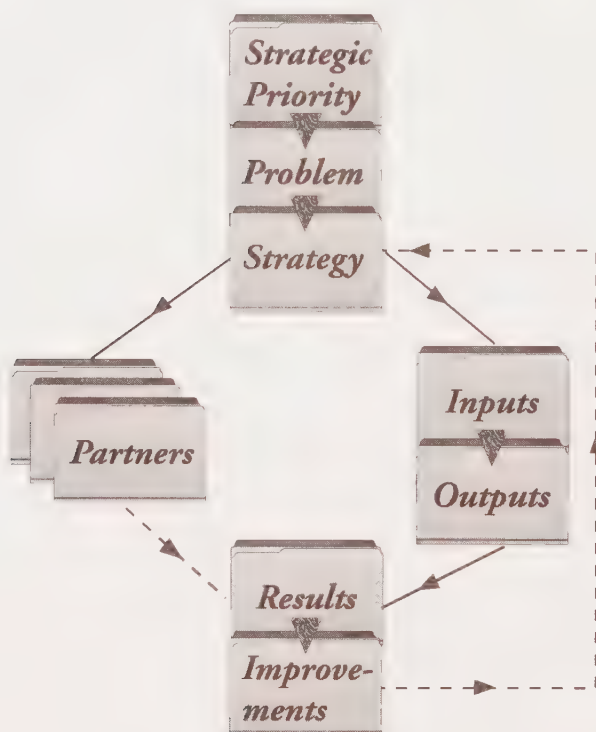 Strategic
Priority
Problem
Strategy
Partners
Inputs
Outputs
Results
Improve-
ments